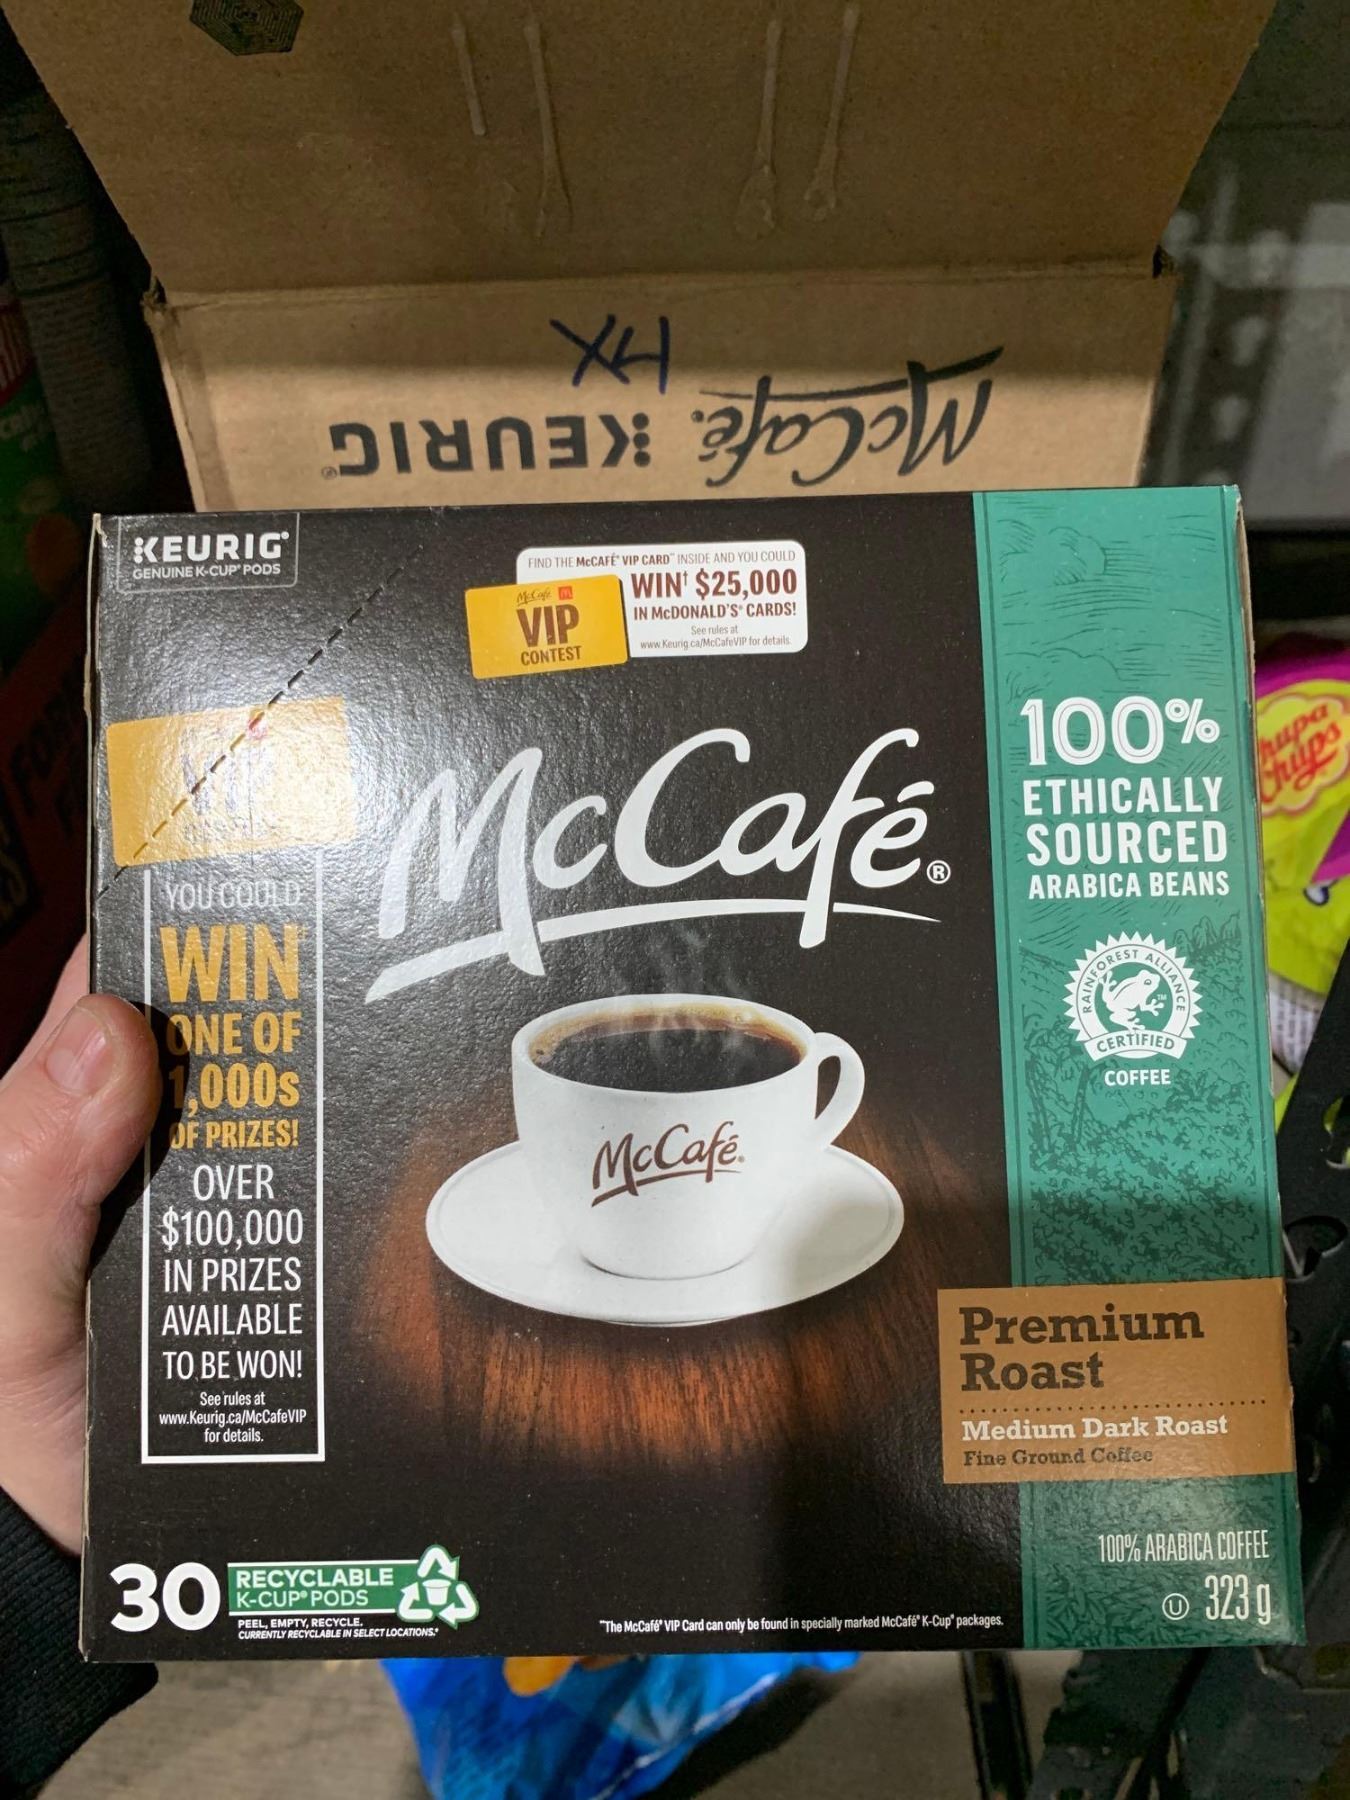 HX
McCafé. KEURIG®
KEURIG®
GENUINE K-CUP® PODS
FIND THE McCAFÉ® VIP CARD™ INSIDE AND YOU COULD
WIN† $25,000
IN McDONALD'S® CARDS!
See rules at
www.Keurig.ca/McCafeVIP for details.
McCafé
VIP
CONTEST
McCafé®
VIP
YOU COULD
WIN†
ONE OF
1,000s
OF PRIZES!
OVER
$100,000
IN PRIZES
AVAILABLE
TO BE WON!
See rules at
www.Keurig.ca/McCafeVIP
for details.
McCafé®
100%
ETHICALLY
SOURCED
ARABICA BEANS
RAINFOREST ALLIANCE
TM
CERTIFIED
COFFEE
Premium
Roast
Medium Dark Roast
Fine Ground Coffee
100% ARABICA COFFEE
U 323 g
30 RECYCLABLE
K-CUP® PODS
PEEL, EMPTY, RECYCLE.
CURRENTLY RECYCLABLE IN SELECT LOCATIONS.*
"The McCafé® VIP Card can only be found in specially marked McCafé® K-Cup® packages.
Chupa
Chups